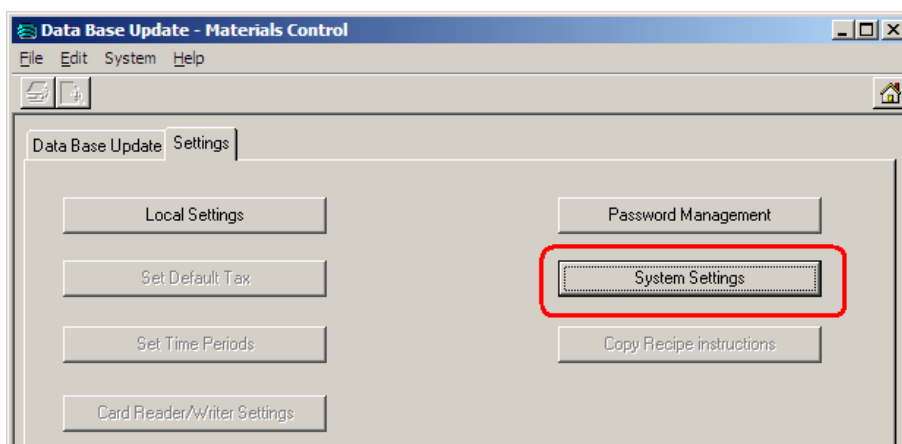 Data Base Update - Materials Control
File Edit System Help
Data Base Update Settings
Local Settings Password Management
Set Default Tax System Settings
Set Time Periods Copy Recipe instructions
Card Reader/Writer Settings